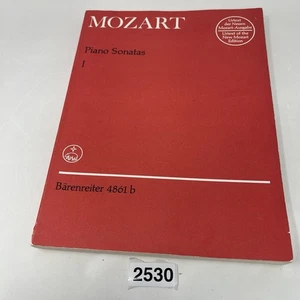 MOZART
Urtext
der Neuen
Mozart-Ausgabe
Urtext of the
New Mozart
Edition
Piano Sonatas
I
Bärenreiter 4861 b
2530